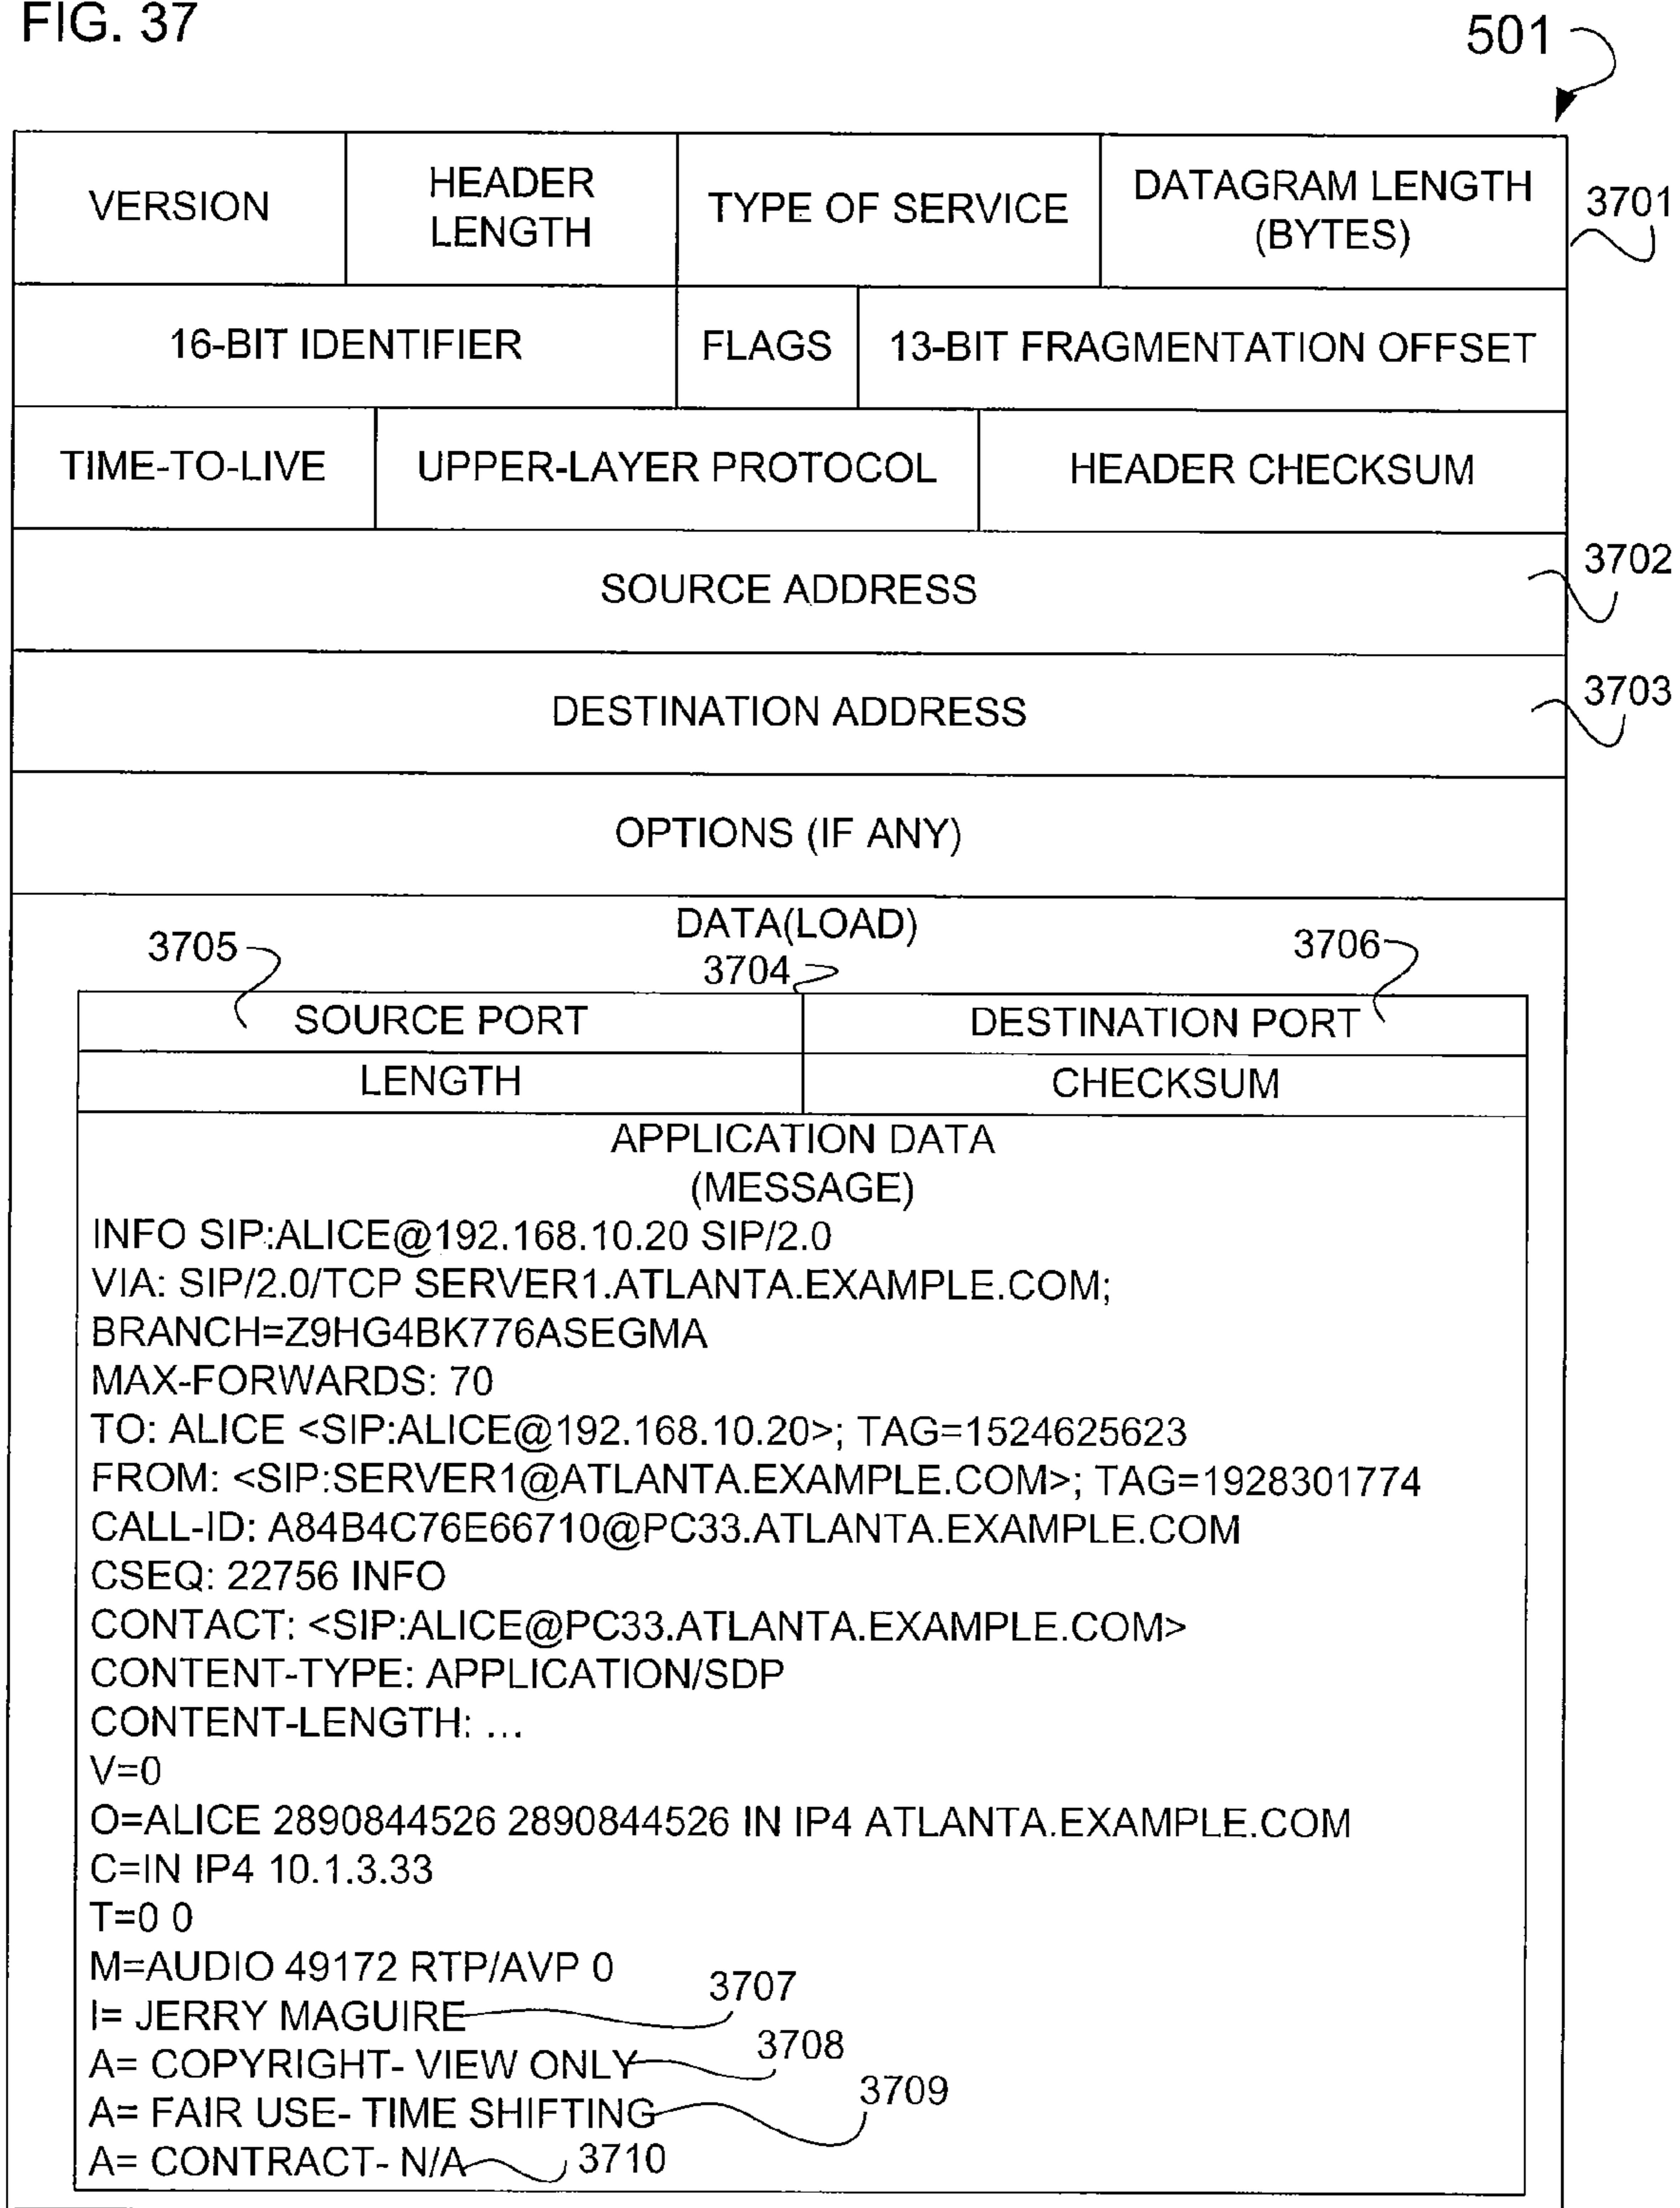 FIG. 37
501
VERSION
HEADER
LENGTH
TYPE OF SERVICE
DATAGRAM LENGTH
(BYTES)
3701
16-BIT IDENTIFIER
FLAGS
13-BIT FRAGMENTATION OFFSET
TIME-TO-LIVE
UPPER-LAYER PROTOCOL
HEADER CHECKSUM
SOURCE ADDRESS
3702
DESTINATION ADDRESS
3703
OPTIONS (IF ANY)
DATA(LOAD)
3705
3704
3706
SOURCE PORT
DESTINATION PORT
LENGTH
CHECKSUM
APPLICATION DATA
(MESSAGE)
INFO SIP:ALICE@192.168.10.20 SIP/2.0
VIA: SIP/2.0/TCP SERVER1.ATLANTA.EXAMPLE.COM;
BRANCH=Z9HG4BK776ASEGMA
MAX-FORWARDS: 70
TO: ALICE <SIP:ALICE@192.168.10.20>; TAG=1524625623
FROM: <SIP:SERVER1@ATLANTA.EXAMPLE.COM>; TAG=1928301774
CALL-ID: A84B4C76E66710@PC33.ATLANTA.EXAMPLE.COM
CSEQ: 22756 INFO
CONTACT: <SIP:ALICE@PC33.ATLANTA.EXAMPLE.COM>
CONTENT-TYPE: APPLICATION/SDP
CONTENT-LENGTH: ...
V=0
O=ALICE 2890844526 2890844526 IN IP4 ATLANTA.EXAMPLE.COM
C=IN IP4 10.1.3.33
T=0 0
M=AUDIO 49172 RTP/AVP 0
I= JERRY MAGUIRE 3707
A= COPYRIGHT- VIEW ONLY 3708
A= FAIR USE- TIME SHIFTING 3709
A= CONTRACT- N/A 3710